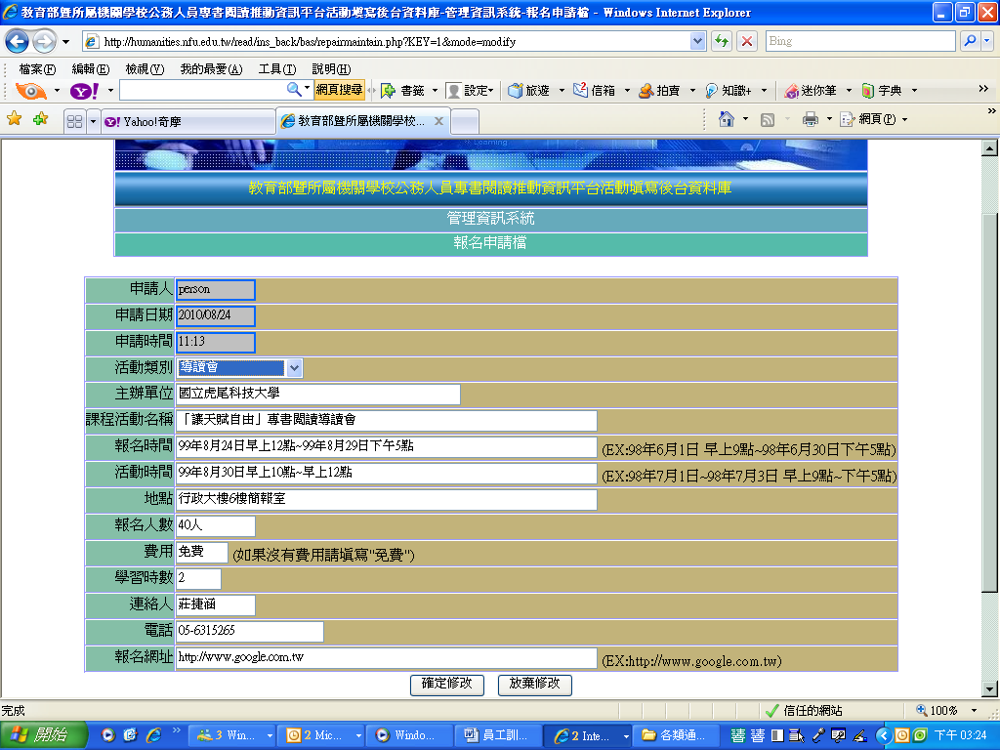 教育部暨所屬機關學校公務人員專書閱讀推動資訊平台活動填寫後台資料庫-管理資訊系統-報名申請檔 - Windows Internet Explorer
http://humanities.nfu.edu.tw/read/ins_back/bas/repairmaintain.php?KEY=1&mode=modify
Bing
檔案(F) 編輯(E) 檢視(V) 我的最愛(A) 工具(T) 說明(H)
Y! 網頁搜尋 書籤 設定 旅遊 信箱 拍賣 知識+ 迷你筆 字典
Yahoo!奇摩 教育部暨所屬機關學校... 網頁(P)
教育部暨所屬機關學校公務人員專書閱讀推動資訊平台活動填寫後台資料庫
管理資訊系統
報名申請檔
申請人 person
申請日期 2010/08/24
申請時間 11:13
活動類別 導讀會
主辦單位 國立虎尾科技大學
課程活動名稱 「讓天賦自由」專書閱讀導讀會
報名時間 99年8月24日早上12點~99年8月29日下午5點 (EX:98年6月1日 早上9點~98年6月30日下午5點)
活動時間 99年8月30日早上10點~早上12點 (EX:98年7月1日~98年7月3日 早上9點~下午5點)
地點 行政大樓6樓簡報室
報名人數 40人
費用 免費 (如果沒有費用請填寫"免費")
學習時數 2
連絡人 莊捷涵
電話 05-6315265
報名網址 http://www.google.com.tw (EX:http://www.google.com.tw)
確定修改 放棄修改
完成 信任的網站 100%
開始 3 Win... 2 Mic... Windo... 員工訓... 2 Inte... 各類通... 下午 03:24